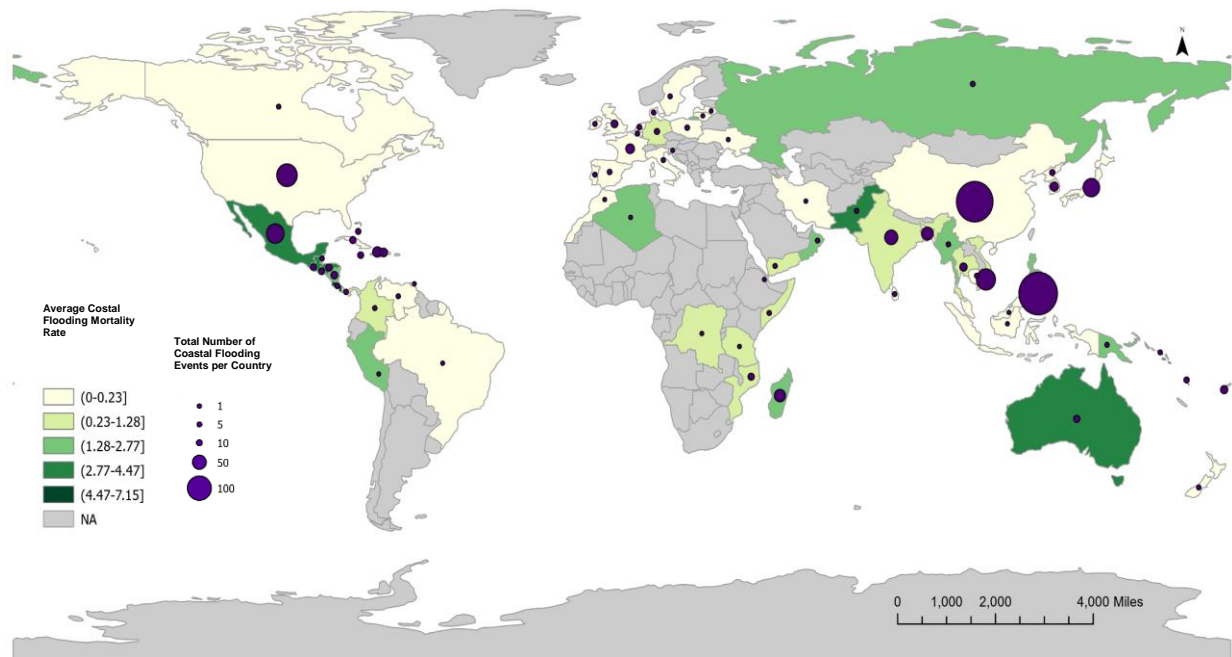 N
Average Costal
Flooding Mortality
Rate
(0-0.23]
(0.23-1.28]
(1.28-2.77]
(2.77-4.47]
(4.47-7.15]
NA
Total Number of
Coastal Flooding
Events per Country
1
5
10
50
100
0 1,000 2,000 4,000 Miles